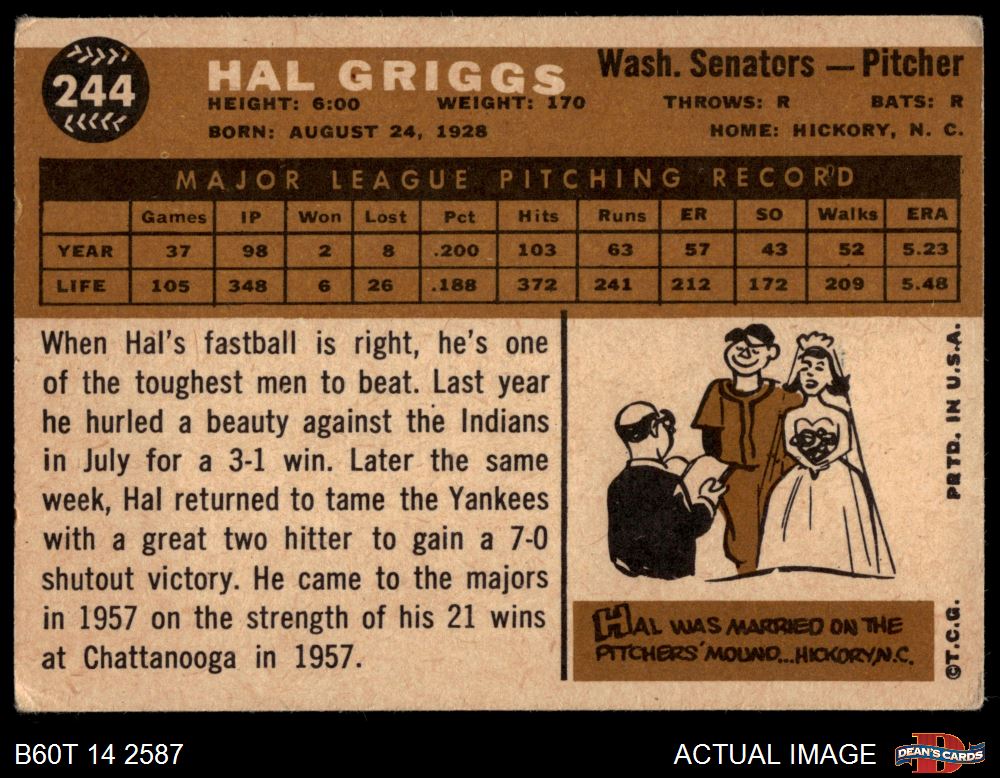 244
HAL GRIGGS
Wash. Senators — Pitcher
HEIGHT: 6:00 WEIGHT: 170 THROWS: R BATS: R
BORN: AUGUST 24, 1928 HOME: HICKORY, N. C.
MAJOR LEAGUE PITCHING RECORD
Games IP Won Lost Pct Hits Runs ER SO Walks ERA
YEAR 37 98 2 8 .200 103 63 57 43 52 5.23
LIFE 105 348 6 26 .188 372 241 212 172 209 5.48
When Hal's fastball is right, he's one
of the toughest men to beat. Last year
he hurled a beauty against the Indians
in July for a 3-1 win. Later the same
week, Hal returned to tame the Yankees
with a great two hitter to gain a 7-0
shutout victory. He came to the majors
in 1957 on the strength of his 21 wins
at Chattanooga in 1957.
HAL WAS MARRIED ON THE
PITCHERS' MOUND...HICKORY,N.C.
©T.C.G. PRTD. IN U.S.A.
B60T 14 2587
ACTUAL IMAGE
DEAN'S CARDS